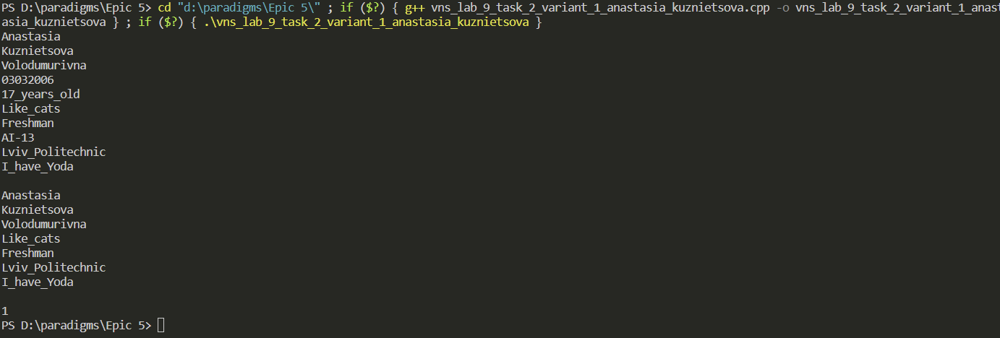 PS D:\paradigms\Epic 5> cd "d:\paradigms\Epic 5\" ; if ($?) { g++ vns_lab_9_task_2_variant_1_anastasia_kuznietsova.cpp -o vns_lab_9_task_2_variant_1_anast
asia_kuznietsova } ; if ($?) { .\vns_lab_9_task_2_variant_1_anastasia_kuznietsova }
Anastasia
Kuznietsova
Volodumurivna
03032006
17_years_old
Like_cats
Freshman
AI-13
Lviv_Politechnic
I_have_Yoda
Anastasia
Kuznietsova
Volodumurivna
Like_cats
Freshman
Lviv_Politechnic
I_have_Yoda
1
PS D:\paradigms\Epic 5>